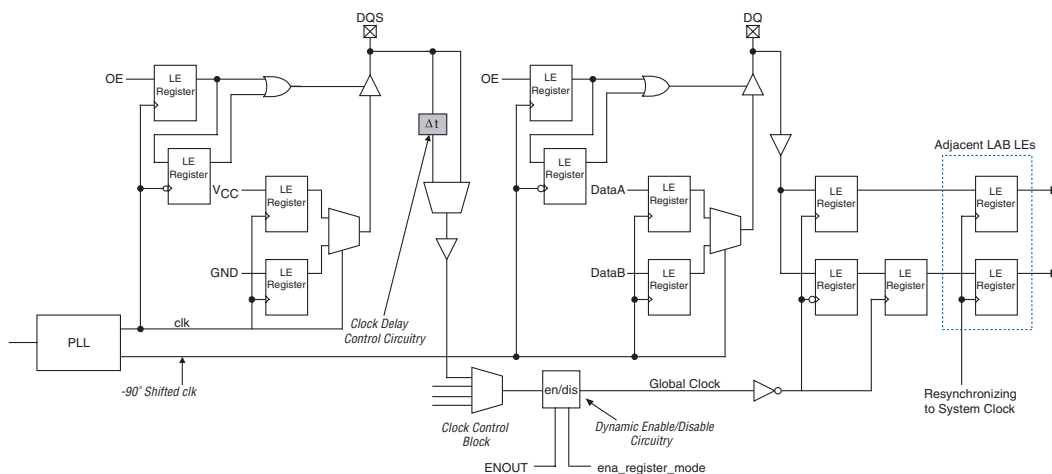 DQS
DQ
OE
LE
Register
OE
LE
Register
Δt
LE
Register
LE
Register
Adjacent LAB LEs
VCC
LE
Register
DataA
LE
Register
LE
Register
LE
Register
GND
LE
Register
DataB
LE
Register
LE
Register
LE
Register
LE
Register
clk
Clock Delay
Control Circuitry
PLL
-90° Shifted clk
en/dis
Global Clock
Resynchronizing
to System Clock
Clock Control
Block
Dynamic Enable/Disable
Circuitry
ENOUT
ena_register_mode